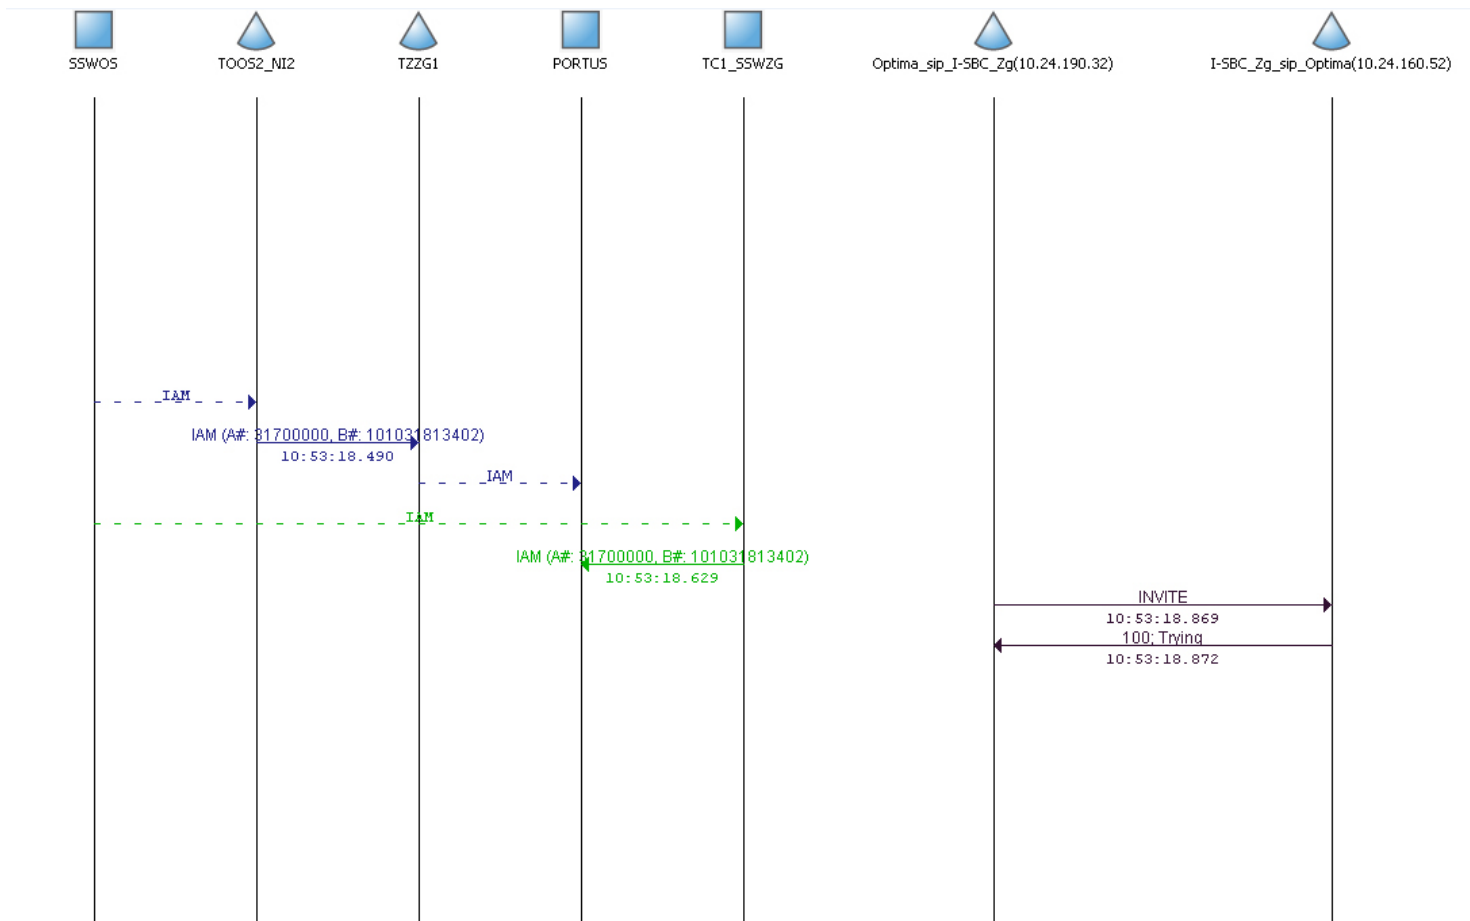 SSWOS
TOOS2_NI2
TZZG1
PORTUS
TC1_SSWZG
Optima_sip_I-SBC_Zg(10.24.190.32)
I-SBC_Zg_sip_Optima(10.24.160.52)
IAM
IAM (A#: 31700000, B#: 101031813402)
10:53:18.490
IAM
IAM
IAM (A#: 31700000, B#: 101031813402)
10:53:18.629
INVITE
10:53:18.869
100; Trying
10:53:18.872